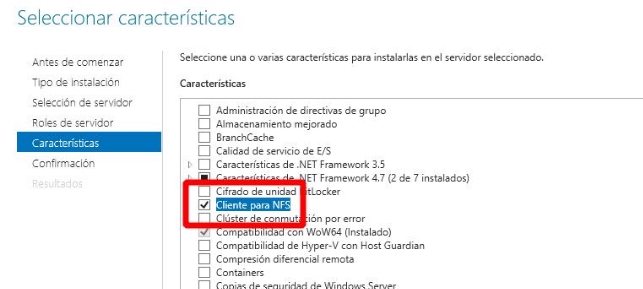 Seleccionar características
Antes de comenzar
Tipo de instalación
Selección de servidor
Roles de servidor
Características
Confirmación
Resultados
Seleccione una o varias características para instalarlas en el servidor seleccionado.
Características
Administración de directivas de grupo
Almacenamiento mejorado
BranchCache
Calidad de servicio de E/S
Características de .NET Framework 3.5
Características de .NET Framework 4.7 (2 de 7 instalados)
Cifrado de unidad BitLocker
Cliente para NFS
Clúster de conmutación por error
Compatibilidad con WoW64 (Instalado)
Compatibilidad de Hyper-V con Host Guardian
Compresión diferencial remota
Containers
Copias de seguridad de Windows Server